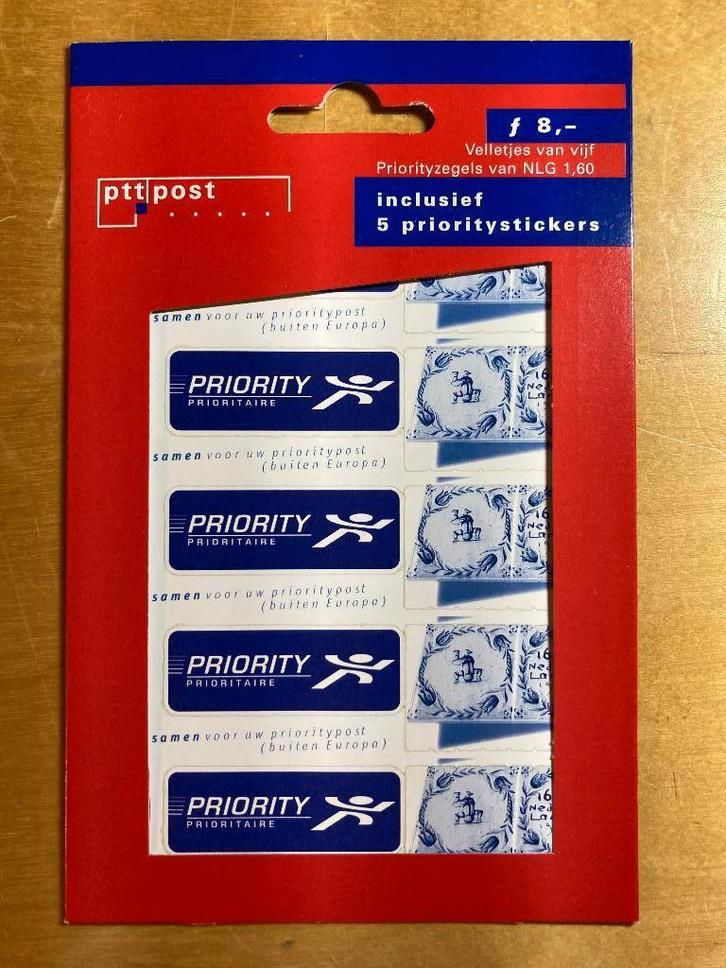 f 8,-
Velletjes van vijf
Priorityzegels van NLG 1,60
ptt post
inclusief
5 prioritystickers
samen voor uw prioritypost
(buiten Europa)
PRIORITY
PRIORITAIRE
samen voor uw prioritypost
(buiten Europa)
PRIORITY
PRIORITAIRE
samen voor uw prioritypost
(buiten Europa)
PRIORITY
PRIORITAIRE
samen voor uw prioritypost
(buiten Europa)
PRIORITY
PRIORITAIRE